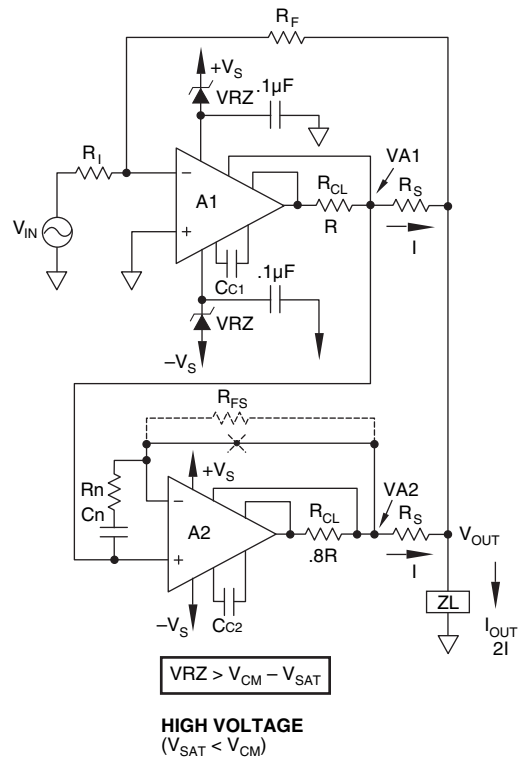 R_F
+V_S
VRZ
.1µF
R_I
V_IN
−
+
A1
C_C1
R_CL
R
VA1
R_S
I
.1µF
VRZ
−V_S
R_FS
Rn
Cn
+V_S
−
+
A2
R_CL
.8R
VA2
R_S
I
V_OUT
−V_S
C_C2
ZL
I_OUT
2I
VRZ > V_CM – V_SAT
HIGH VOLTAGE
(V_SAT < V_CM)